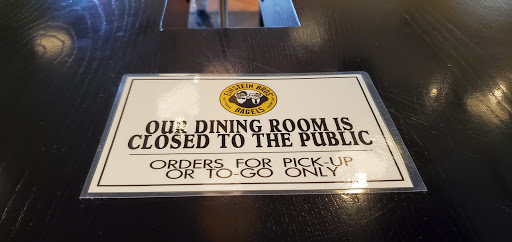 EINSTEIN BROS
BAGELS
OUR DINING ROOM IS
CLOSED TO THE PUBLIC
ORDERS FOR PICK-UP
OR TO-GO ONLY